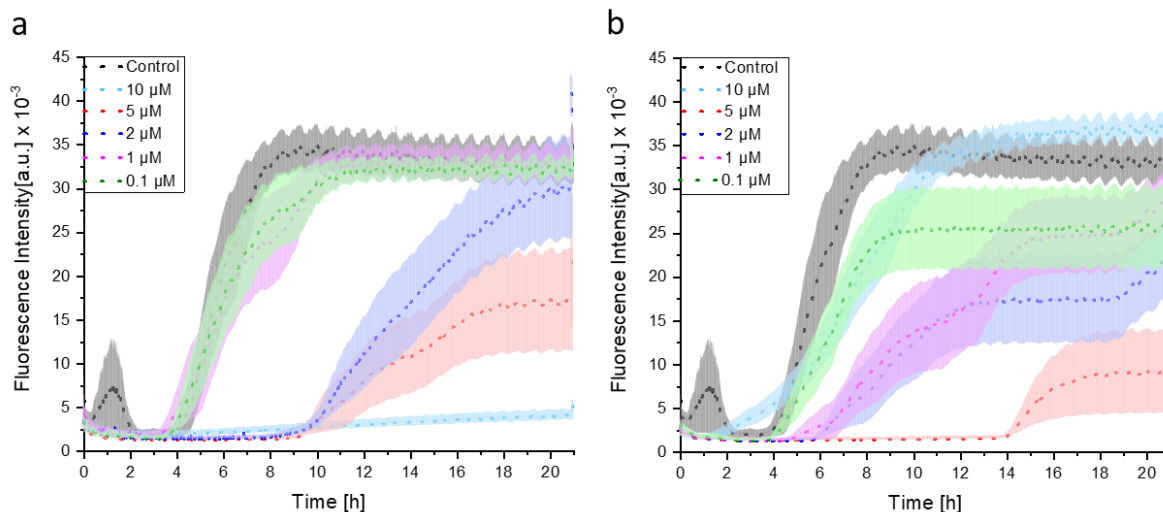 a
45
40
35
30
25
20
15
10
5
0
Fluorescence Intensity[a.u.] x 10-3
Control
10 µM
5 µM
2 µM
1 µM
0.1 µM
0 2 4 6 8 10 12 14 16 18 20
Time [h]
b
45
40
35
30
25
20
15
10
5
0
Fluorescence Intensity[a.u.] x 10-3
Control
10 µM
5 µM
2 µM
1 µM
0.1 µM
0 2 4 6 8 10 12 14 16 18 20
Time [h]